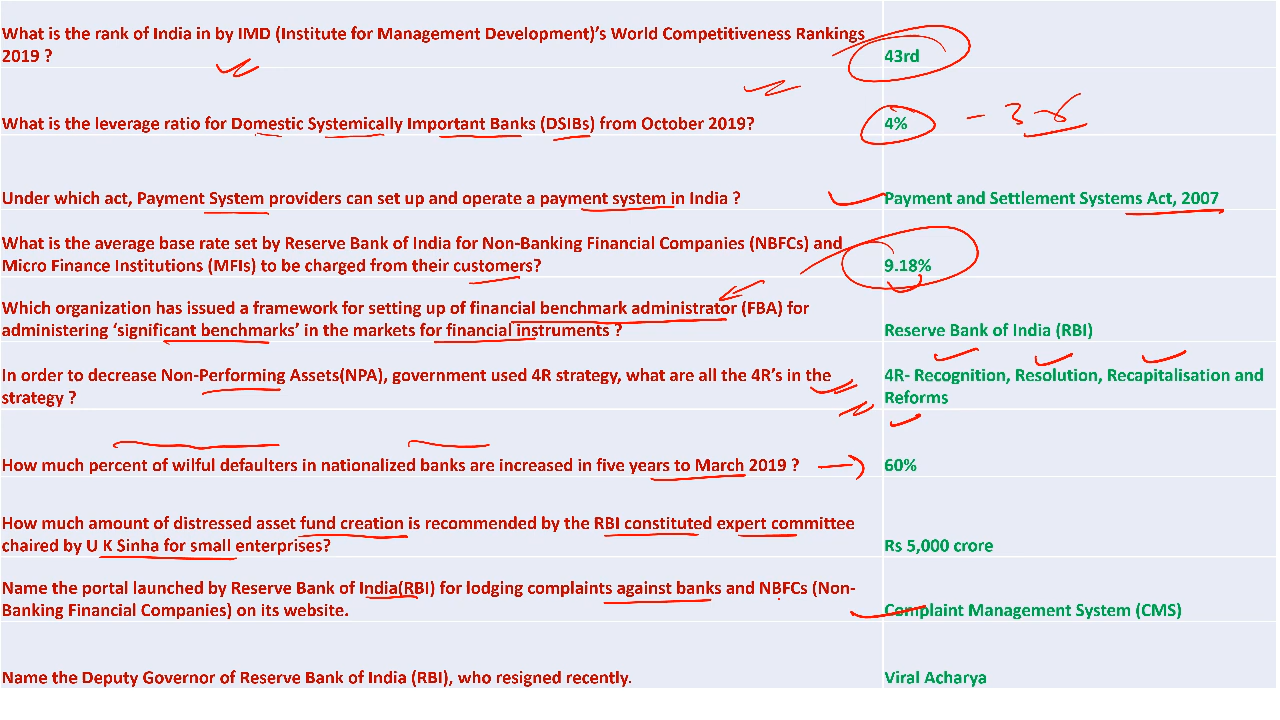 What is the rank of India in by IMD (Institute for Management Development)'s World Competitiveness Rankings
2019 ?
43rd
What is the leverage ratio for Domestic Systemically Important Banks (DSIBs) from October 2019?
4%
Under which act, Payment System providers can set up and operate a payment system in India ?
Payment and Settlement Systems Act, 2007
What is the average base rate set by Reserve Bank of India for Non-Banking Financial Companies (NBFCs) and
Micro Finance Institutions (MFIs) to be charged from their customers?
9.18%
Which organization has issued a framework for setting up of financial benchmark administrator (FBA) for
administering 'significant benchmarks' in the markets for financial instruments ?
Reserve Bank of India (RBI)
In order to decrease Non-Performing Assets(NPA), government used 4R strategy, what are all the 4R's in the
strategy ?
4R- Recognition, Resolution, Recapitalisation and
Reforms
How much percent of wilful defaulters in nationalized banks are increased in five years to March 2019 ?
60%
How much amount of distressed asset fund creation is recommended by the RBI constituted expert committee
chaired by U K Sinha for small enterprises?
Rs 5,000 crore
Name the portal launched by Reserve Bank of India(RBI) for lodging complaints against banks and NBFCs (Non-
Banking Financial Companies) on its website.
Complaint Management System (CMS)
Name the Deputy Governor of Reserve Bank of India (RBI), who resigned recently.
Viral Acharya